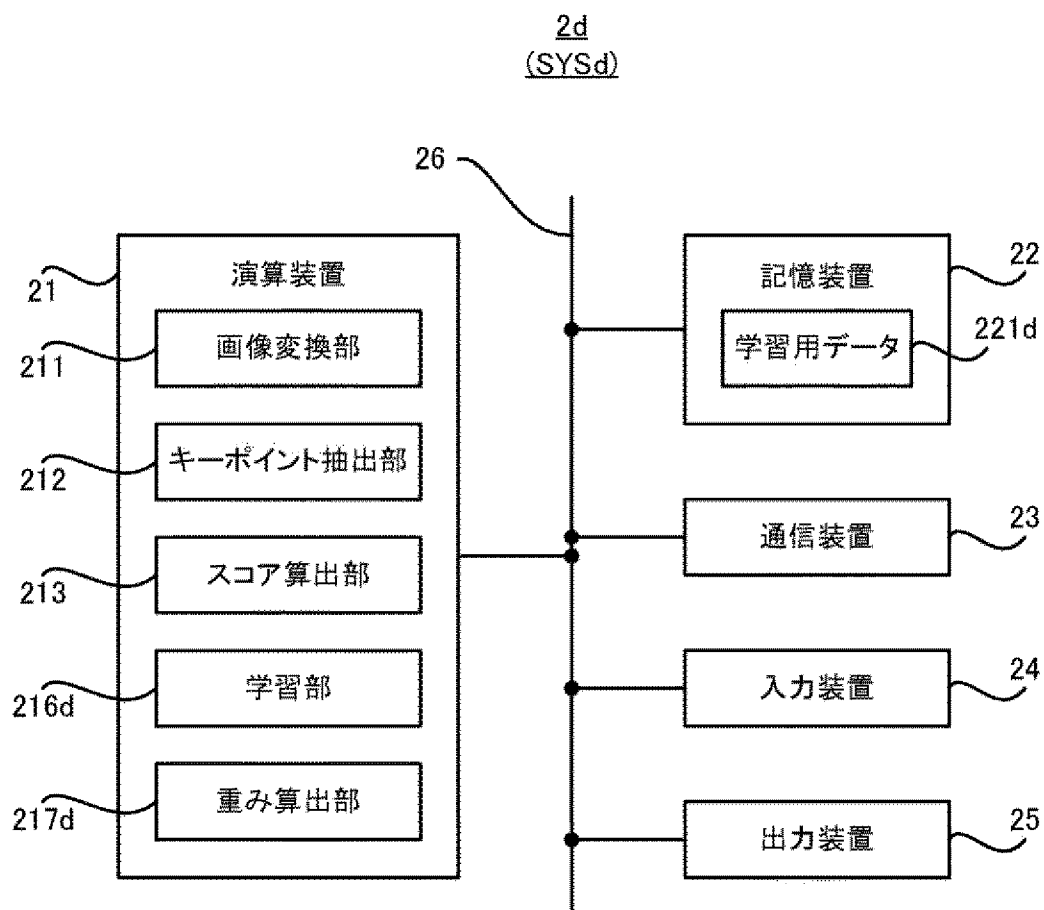 2d
(SYSd)
26
21
演算装置
211
画像変換部
212
キーポイント抽出部
213
スコア算出部
216d
学習部
217d
重み算出部
22
記憶装置
221d
学習用データ
23
通信装置
24
入力装置
25
出力装置